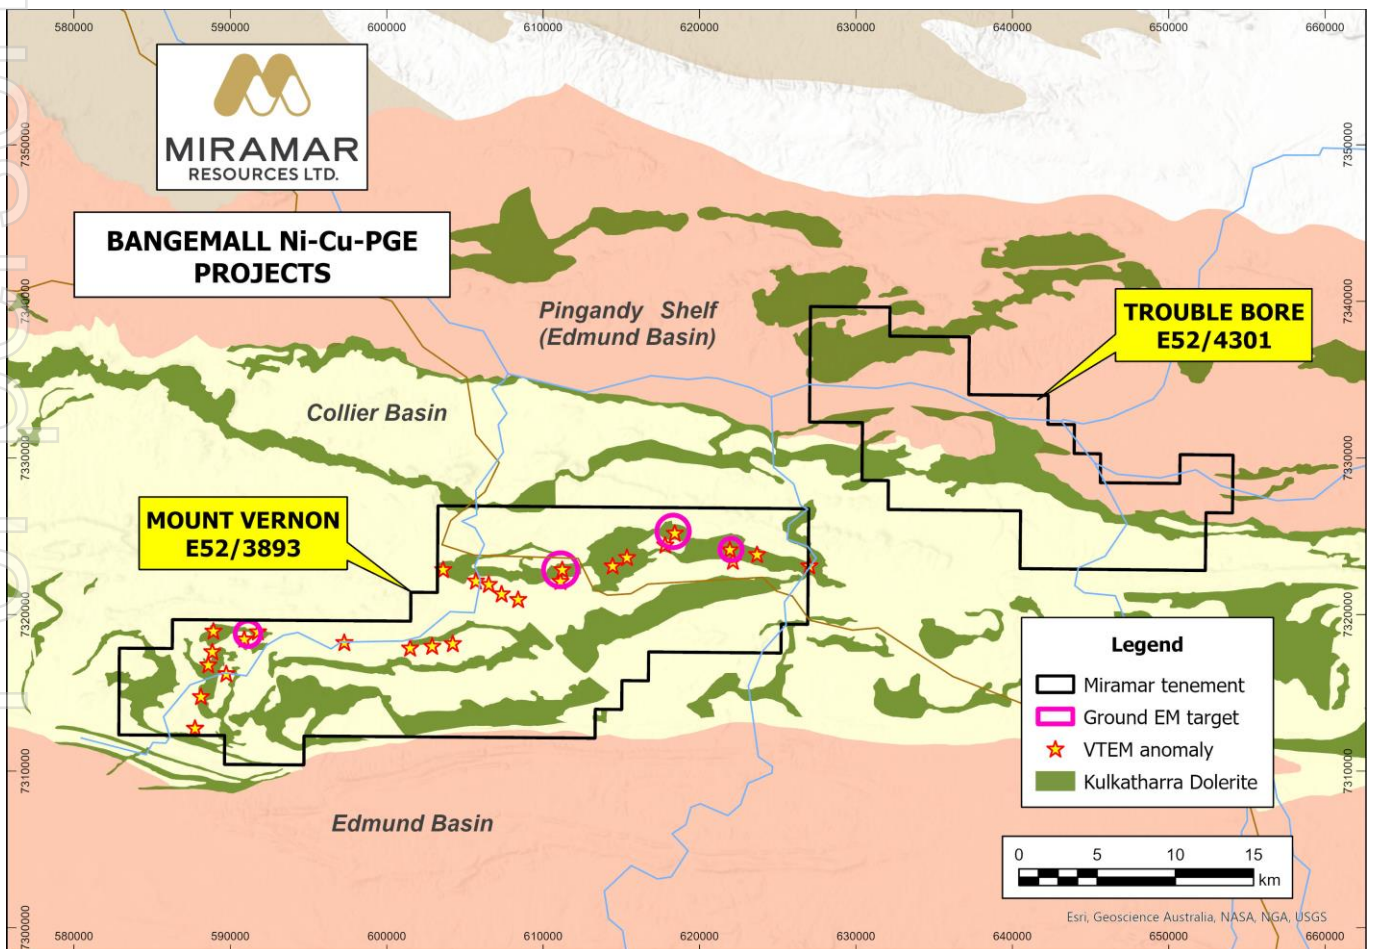 580000
590000
600000
610000
620000
630000
640000
650000
660000
7350000
7350000
MIRAMAR
RESOURCES LTD.
BANGEMALL Ni-Cu-PGE
PROJECTS
7340000
7340000
Pingandy Shelf
(Edmund Basin)
TROUBLE BORE
E52/4301
Collier Basin
7330000
7330000
MOUNT VERNON
E52/3893
7320000
7320000
Legend
Miramar tenement
Ground EM target
VTEM anomaly
Kulkatharra Dolerite
7310000
7310000
Edmund Basin
0 5 10 15
km
Esri, Geoscience Australia, NASA, NGA, USGS
7300000
580000
590000
600000
610000
620000
630000
640000
650000
660000